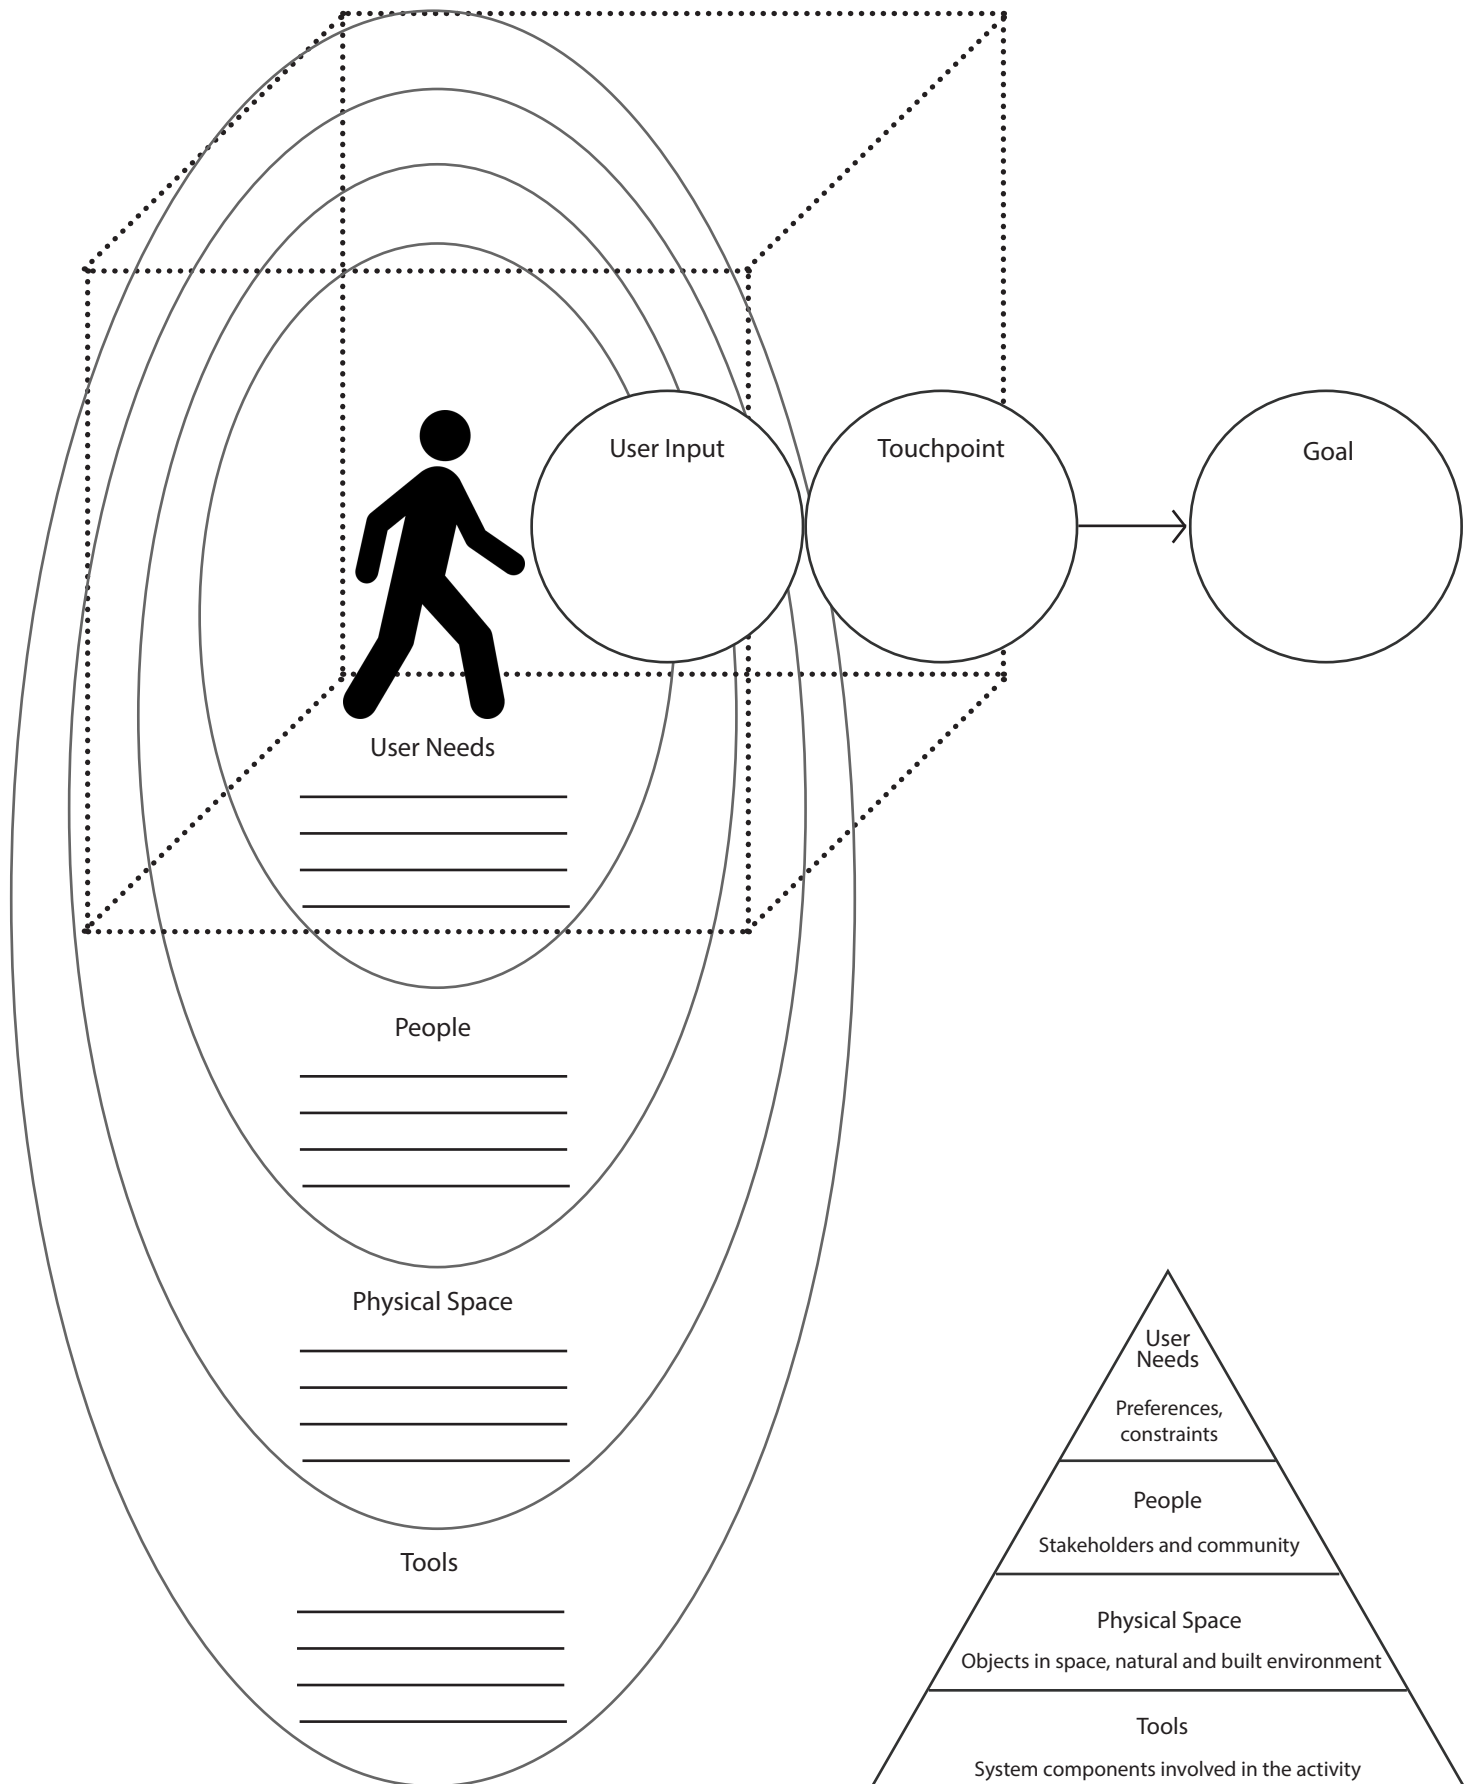 User Input
Touchpoint
Goal
User Needs
People
Physical Space
Tools
User
Needs
Preferences,
constraints
People
Stakeholders and community
Physical Space
Objects in space, natural and built environment
Tools
System components involved in the activity